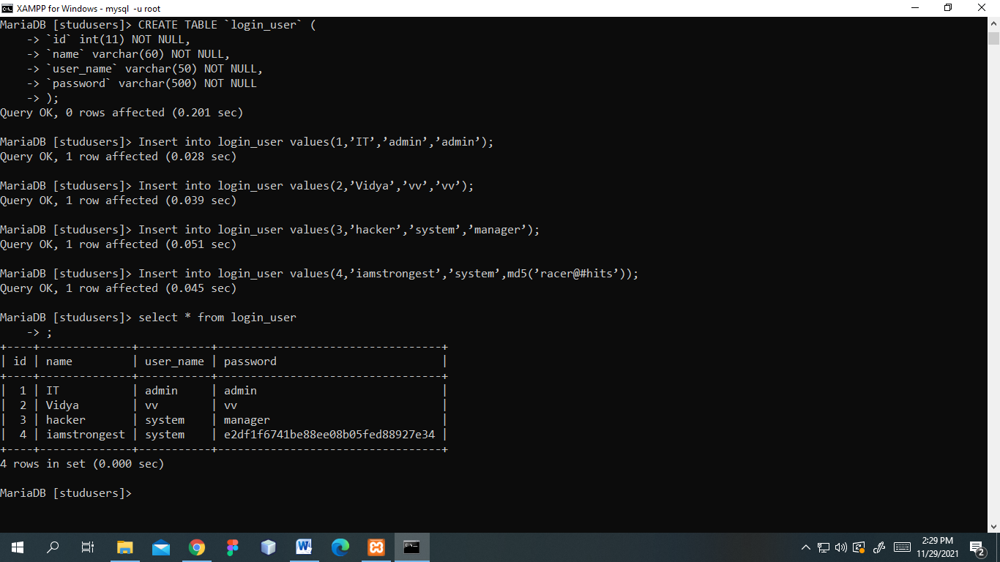 XAMPP for Windows - mysql -u root
MariaDB [studusers]> CREATE TABLE `login_user` (
    -> `id` int(11) NOT NULL,
    -> `name` varchar(60) NOT NULL,
    -> `user_name` varchar(50) NOT NULL,
    -> `password` varchar(500) NOT NULL
    -> );
Query OK, 0 rows affected (0.201 sec)

MariaDB [studusers]> Insert into login_user values(1,’IT’,’admin’,’admin’);
Query OK, 1 row affected (0.028 sec)

MariaDB [studusers]> Insert into login_user values(2,’Vidya’,’vv’,’vv’);
Query OK, 1 row affected (0.039 sec)

MariaDB [studusers]> Insert into login_user values(3,’hacker’,’system’,’manager’);
Query OK, 1 row affected (0.051 sec)

MariaDB [studusers]> Insert into login_user values(4,’iamstrongest’,’system’,md5(’racer@#hits’));
Query OK, 1 row affected (0.045 sec)

MariaDB [studusers]> select * from login_user
    -> ;
+----+--------------+-----------+----------------------------------+
| id | name         | user_name | password                         |
+----+--------------+-----------+----------------------------------+
|  1 | IT           | admin     | admin                            |
|  2 | Vidya        | vv        | vv                               |
|  3 | hacker       | system    | manager                          |
|  4 | iamstrongest | system    | e2df1f6741be88ee08b05fed88927e34 |
+----+--------------+-----------+----------------------------------+
4 rows in set (0.000 sec)

MariaDB [studusers]>
2:29 PM
11/29/2021
2